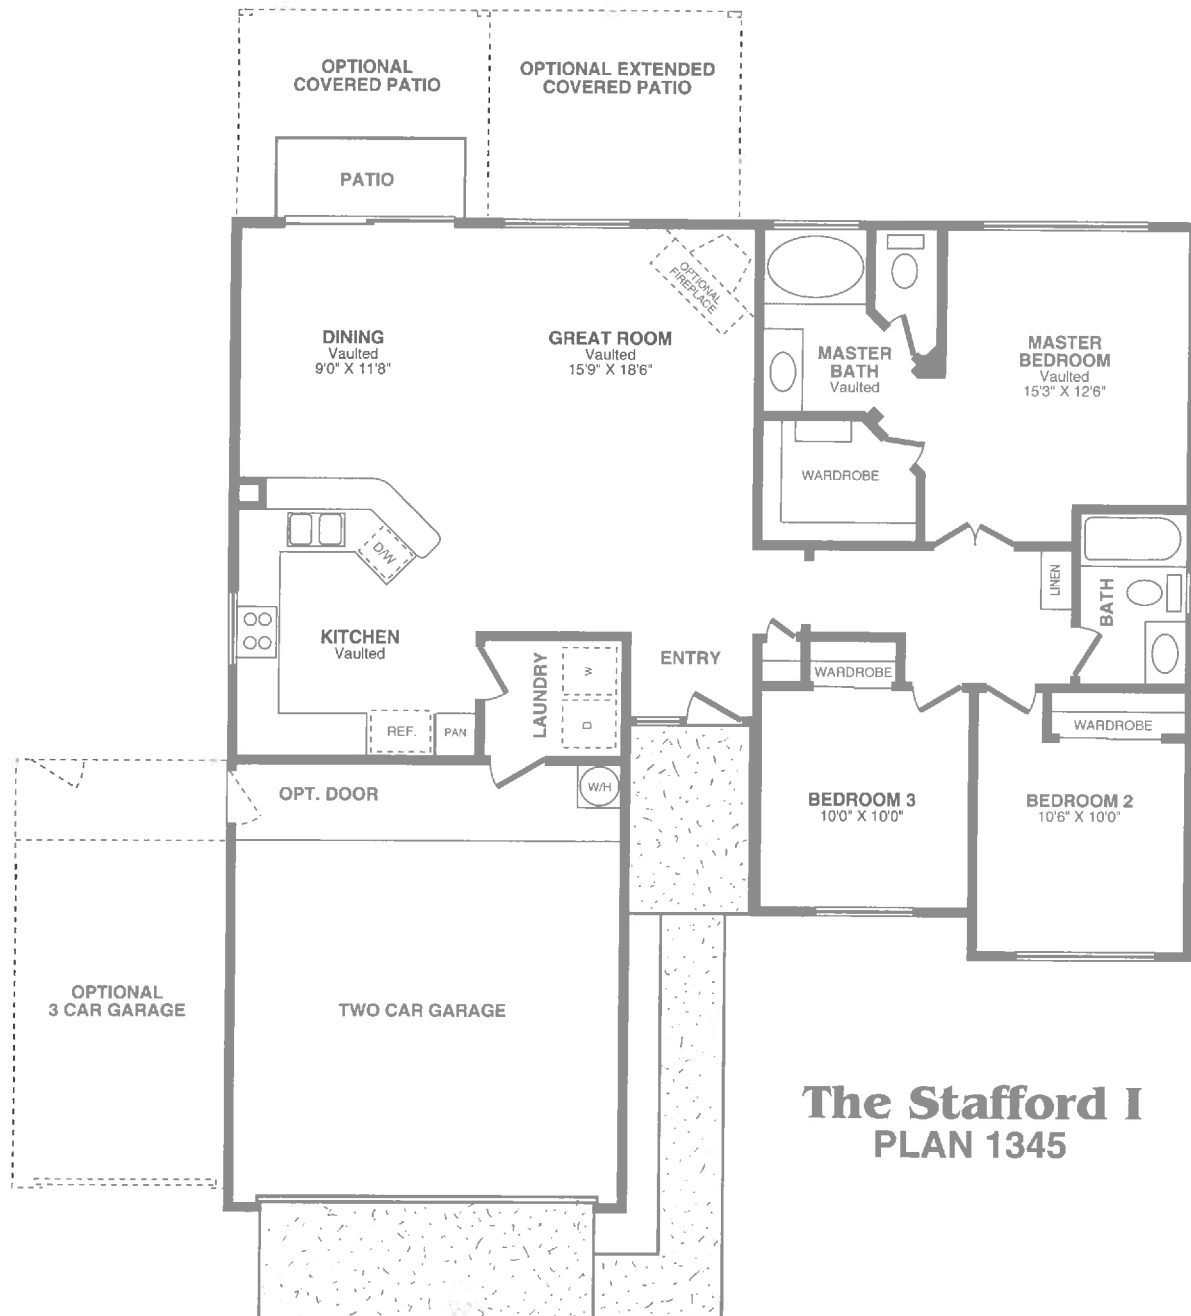 OPTIONAL
COVERED PATIO
OPTIONAL EXTENDED
COVERED PATIO
PATIO
OPTIONAL
FIREPLACE
DINING
Vaulted
9'0" X 11'8"
GREAT ROOM
Vaulted
15'9" X 18'6"
MASTER
BATH
Vaulted
MASTER
BEDROOM
Vaulted
15'3" X 12'6"
WARDROBE
D/W
LINEN
BATH
KITCHEN
Vaulted
LAUNDRY
W
D
ENTRY
WARDROBE
REF.
PAN
WARDROBE
OPT. DOOR
W/H
BEDROOM 3
10'0" X 10'0"
BEDROOM 2
10'6" X 10'0"
OPTIONAL
3 CAR GARAGE
TWO CAR GARAGE
The Stafford I
PLAN 1345